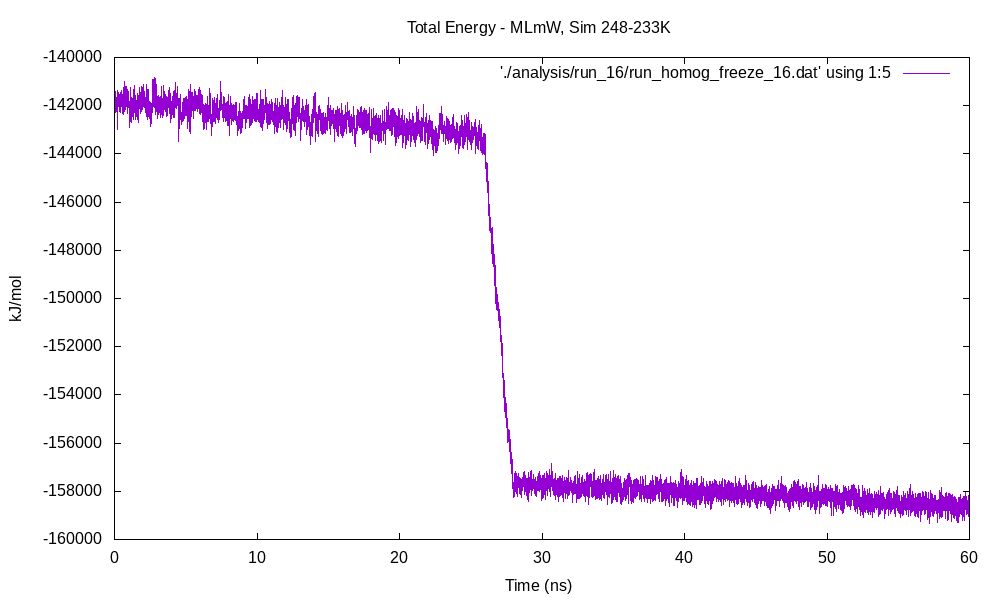 Total Energy - MLmW, Sim 248-233K
'./analysis/run_16/run_homog_freeze_16.dat' using 1:5
-140000
-142000
-144000
-146000
-148000
-150000
-152000
-154000
-156000
-158000
-160000
kJ/mol
0 10 20 30 40 50 60
Time (ns)